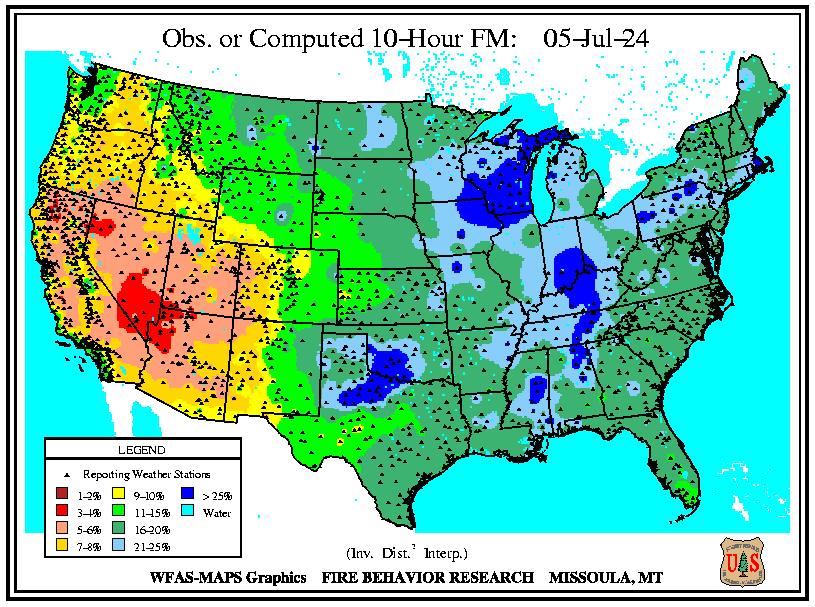 Obs. or Computed 10-Hour FM: 05-Jul-24
LEGEND
Reporting Weather Stations
1-2% 9-10% > 25%
3-4% 11-15% Water
5-6% 16-20%
7-8% 21-25%
(Inv. Dist.² Interp.)
WFAS-MAPS Graphics FIRE BEHAVIOR RESEARCH MISSOULA, MT
U S